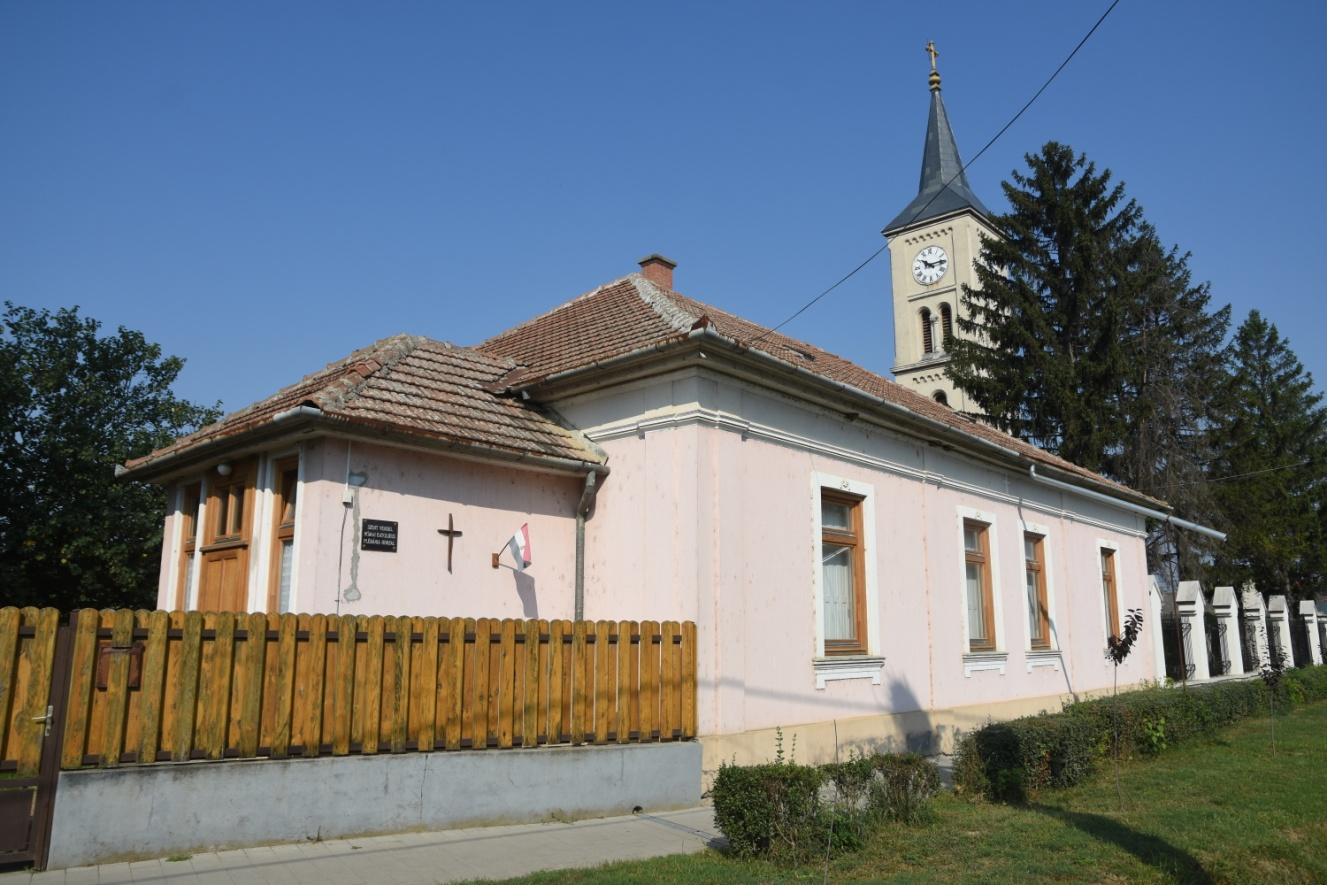 SZENT VENDEL
RÓMAI KATOLIKUS
PLÉBÁNIA HIVATAL